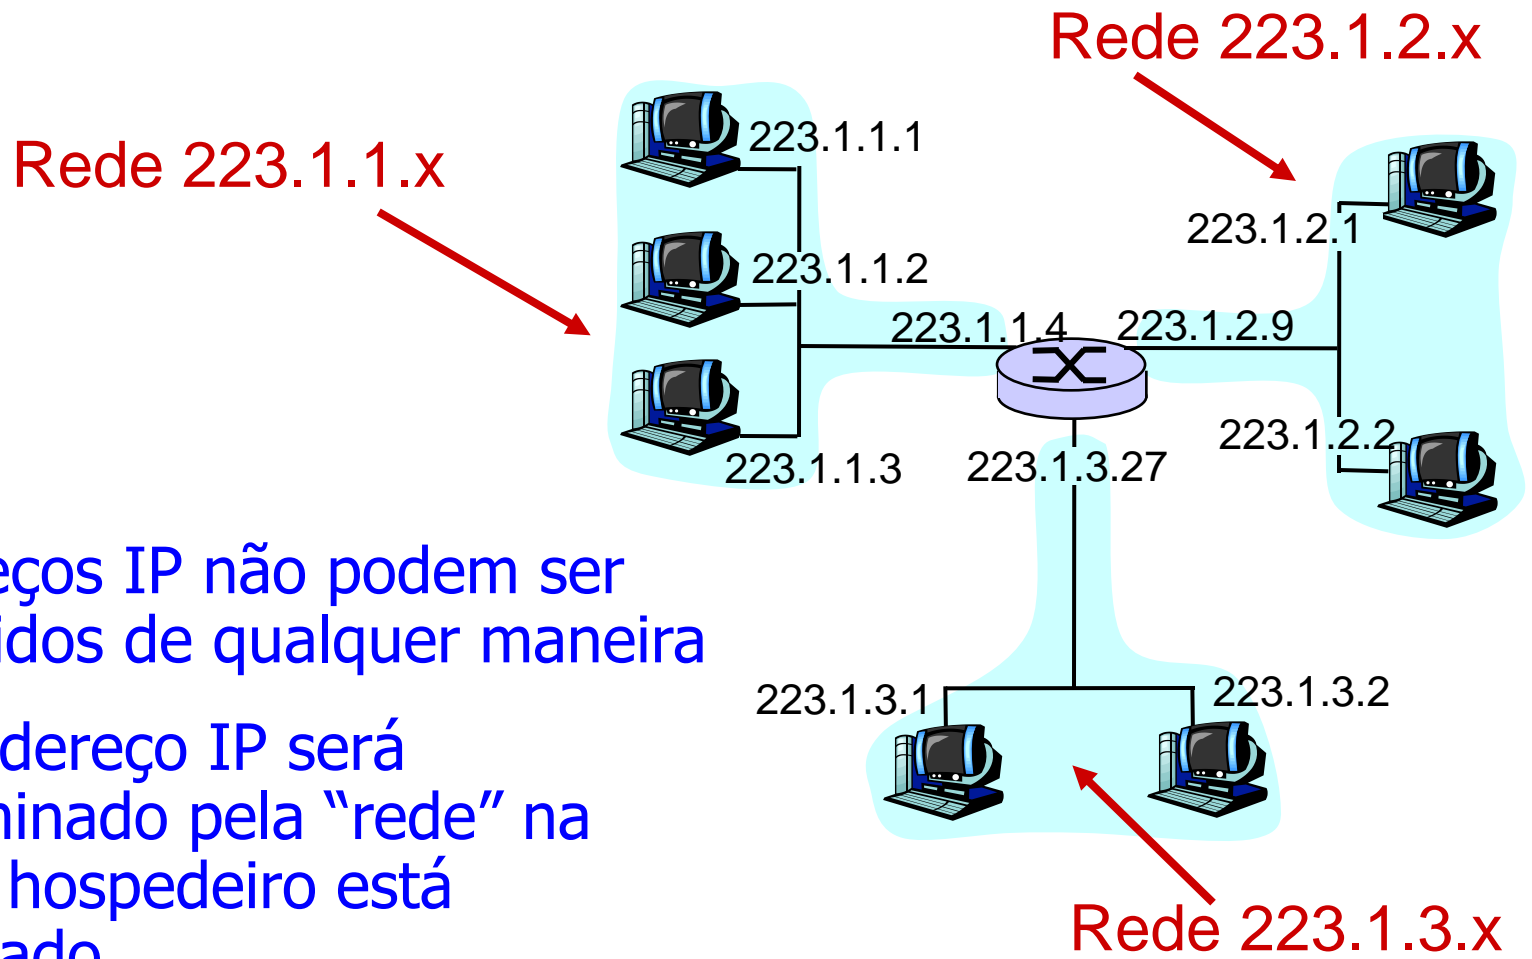 Rede 223.1.2.x
Rede 223.1.1.x
223.1.1.1
223.1.2.1
223.1.1.2
223.1.1.4
223.1.2.9
223.1.2.2
223.1.1.3
223.1.3.27
eços IP não podem ser
idos de qualquer maneira
223.1.3.1
223.1.3.2
dereço IP será
minado pela “rede” na
hospedeiro está
ado
Rede 223.1.3.x